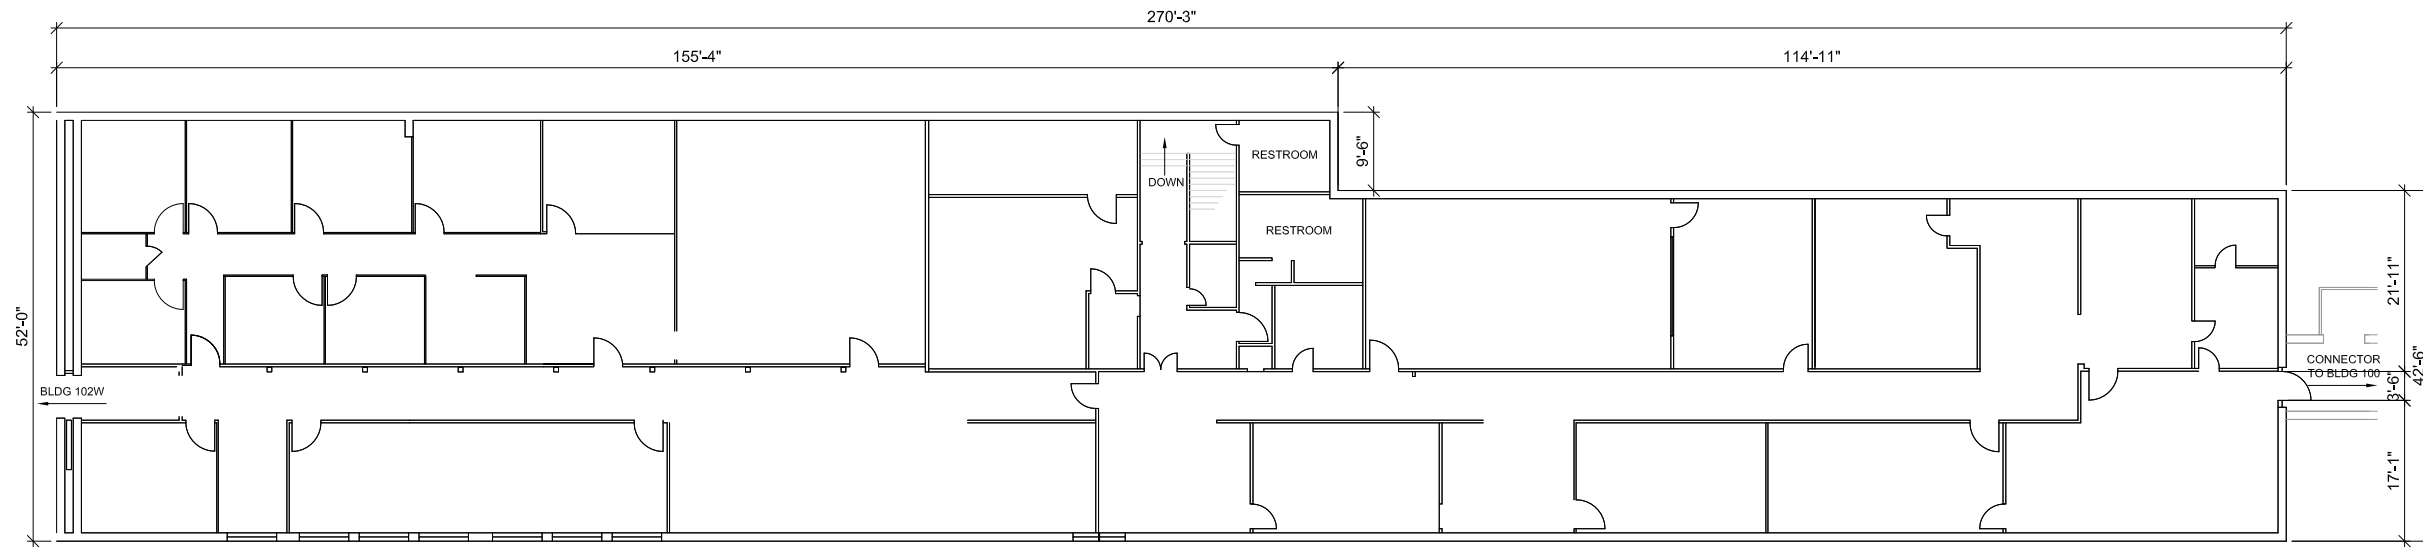 270'-3"
155'-4"
114'-11"
9'-6"
RESTROOM
DOWN
RESTROOM
52'-0"
21'-11"
CONNECTOR
TO BLDG 100
42'-6"
3'-6"
BLDG 102W
17'-1"